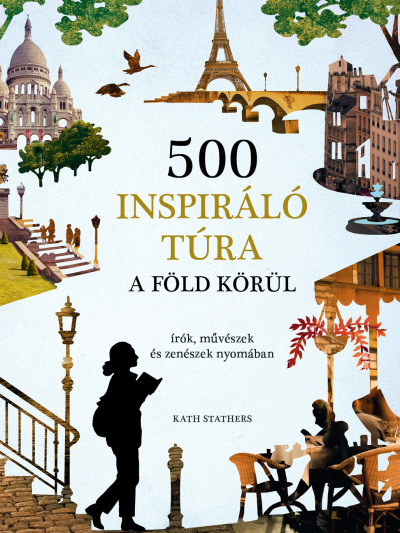 500
INSPIRÁLÓ
TÚRA
A FÖLD KÖRÜL
írók, művészek
és zenészek nyomában
KATH STATHERS